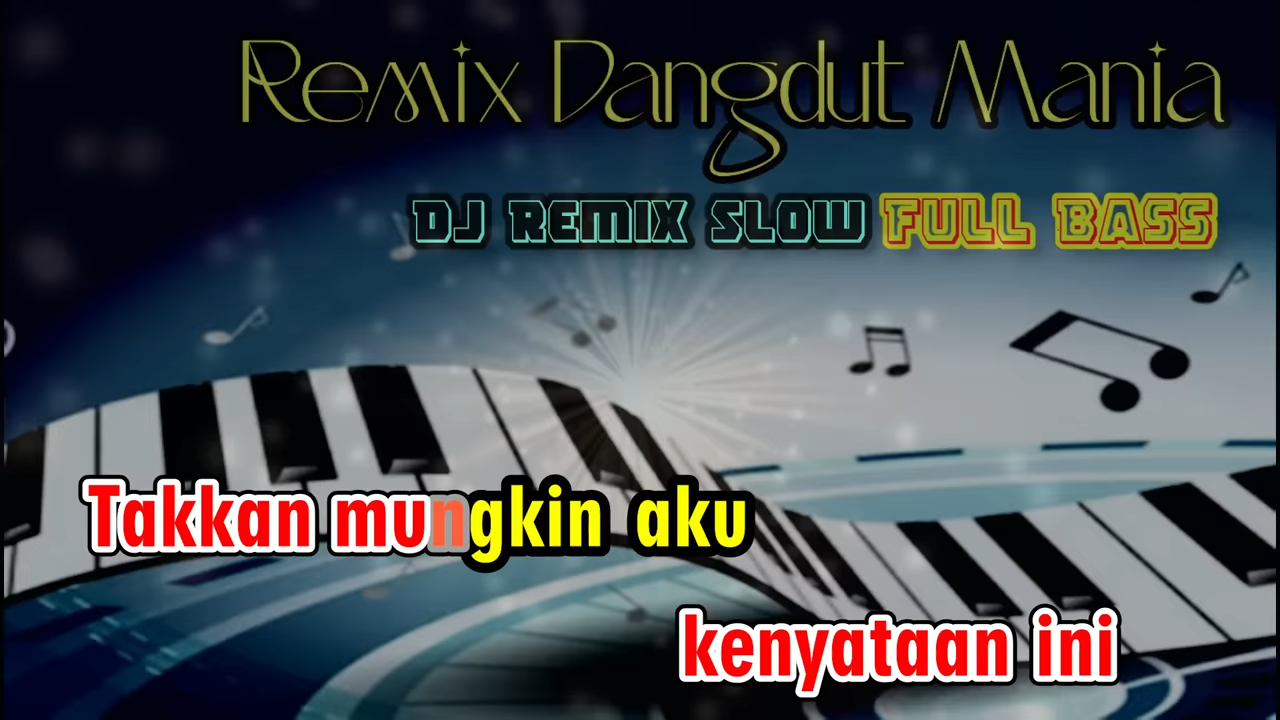 Remix Dangdut Mania
DJ REMIX SLOW FULL BASS
Takkan mungkin aku
kenyataan ini